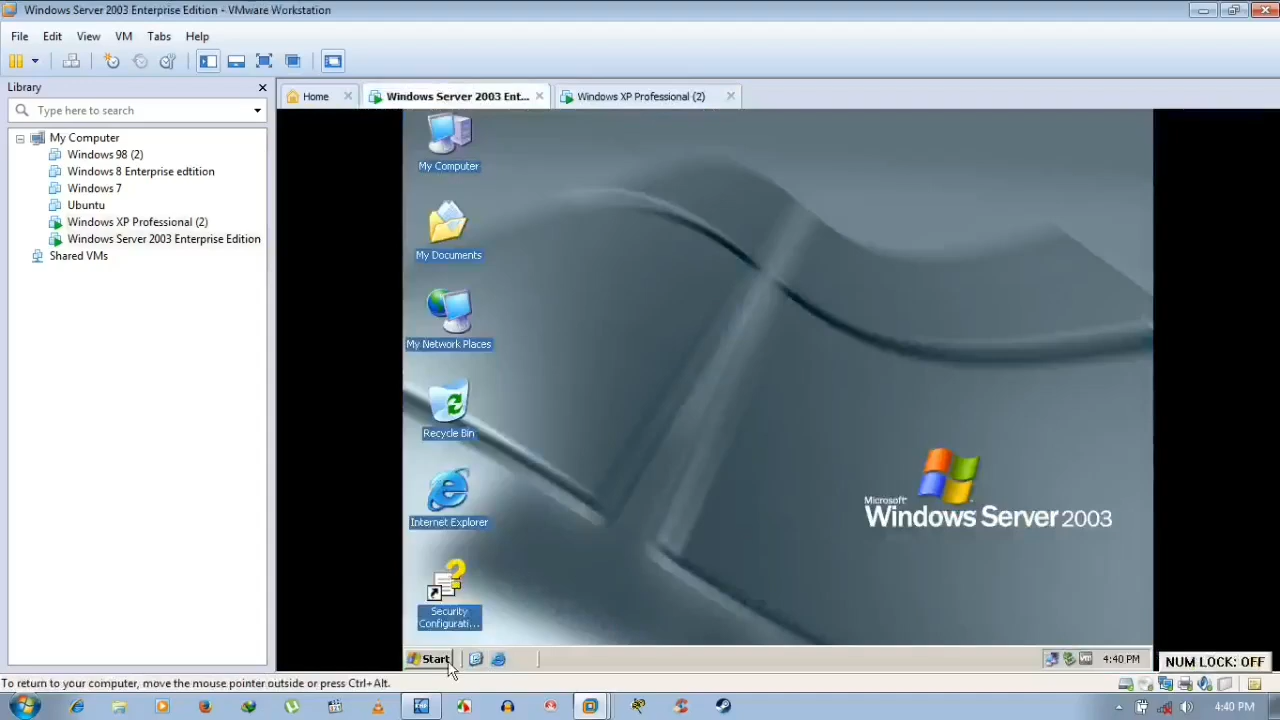 Windows Server 2003 Enterprise Edition - VMware Workstation
File Edit View VM Tabs Help
Library
Home
Windows Server 2003 Ent...
Windows XP Professional (2)
Type here to search
My Computer
Windows 98 (2)
Windows 8 Enterprise edtition
Windows 7
Ubuntu
Windows XP Professional (2)
Windows Server 2003 Enterprise Edition
Shared VMs
My Computer
My Documents
My Network Places
Recycle Bin
Internet Explorer
Security
Configurati...
Microsoft
Windows Server 2003
Start
4:40 PM
NUM LOCK: OFF
To return to your computer, move the mouse pointer outside or press Ctrl+Alt.
4:40 PM